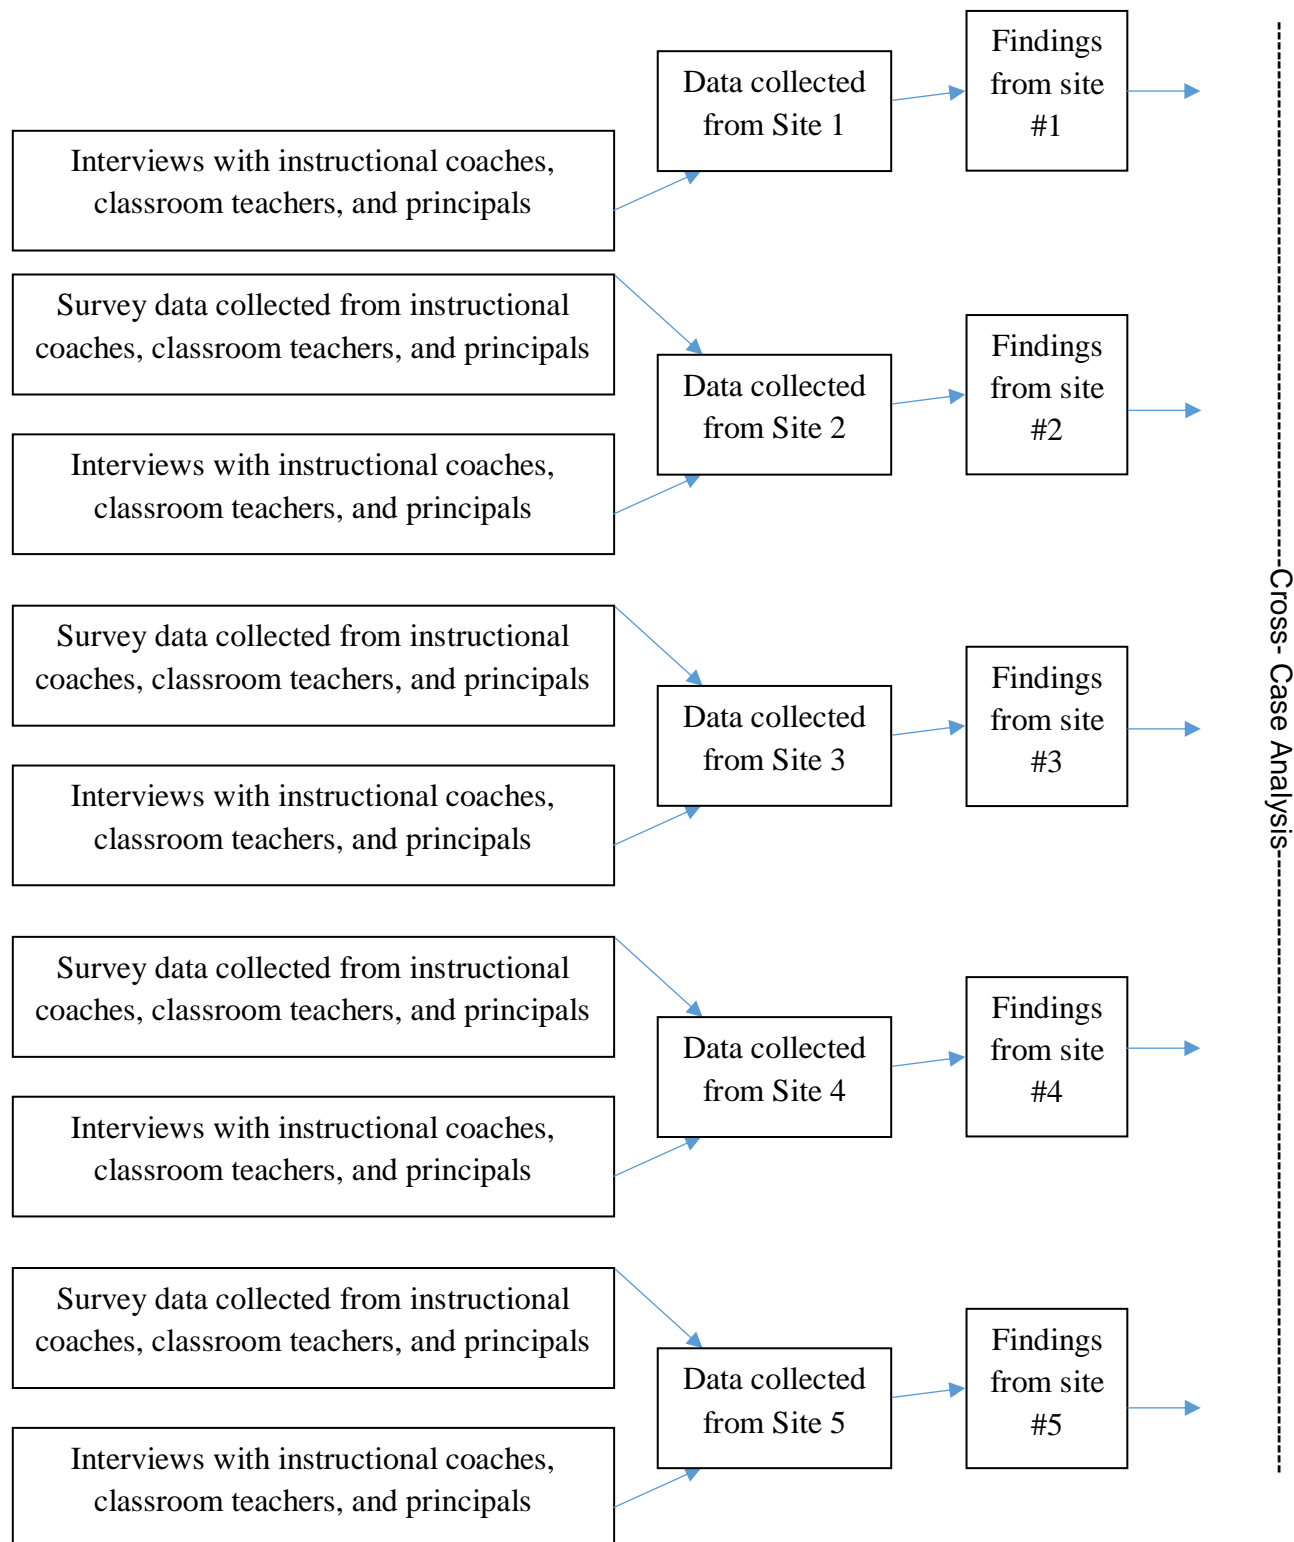 Findings
from site
#1
Data collected
from Site 1
Interviews with instructional coaches,
classroom teachers, and principals
Survey data collected from instructional
coaches, classroom teachers, and principals
Findings
from site
#2
Data collected
from Site 2
Interviews with instructional coaches,
classroom teachers, and principals
Survey data collected from instructional
coaches, classroom teachers, and principals
Findings
from site
#3
Data collected
from Site 3
Interviews with instructional coaches,
classroom teachers, and principals
Survey data collected from instructional
coaches, classroom teachers, and principals
Findings
from site
#4
Data collected
from Site 4
Interviews with instructional coaches,
classroom teachers, and principals
Survey data collected from instructional
coaches, classroom teachers, and principals
Findings
from site
#5
Data collected
from Site 5
Interviews with instructional coaches,
classroom teachers, and principals
Cross- Case Analysis